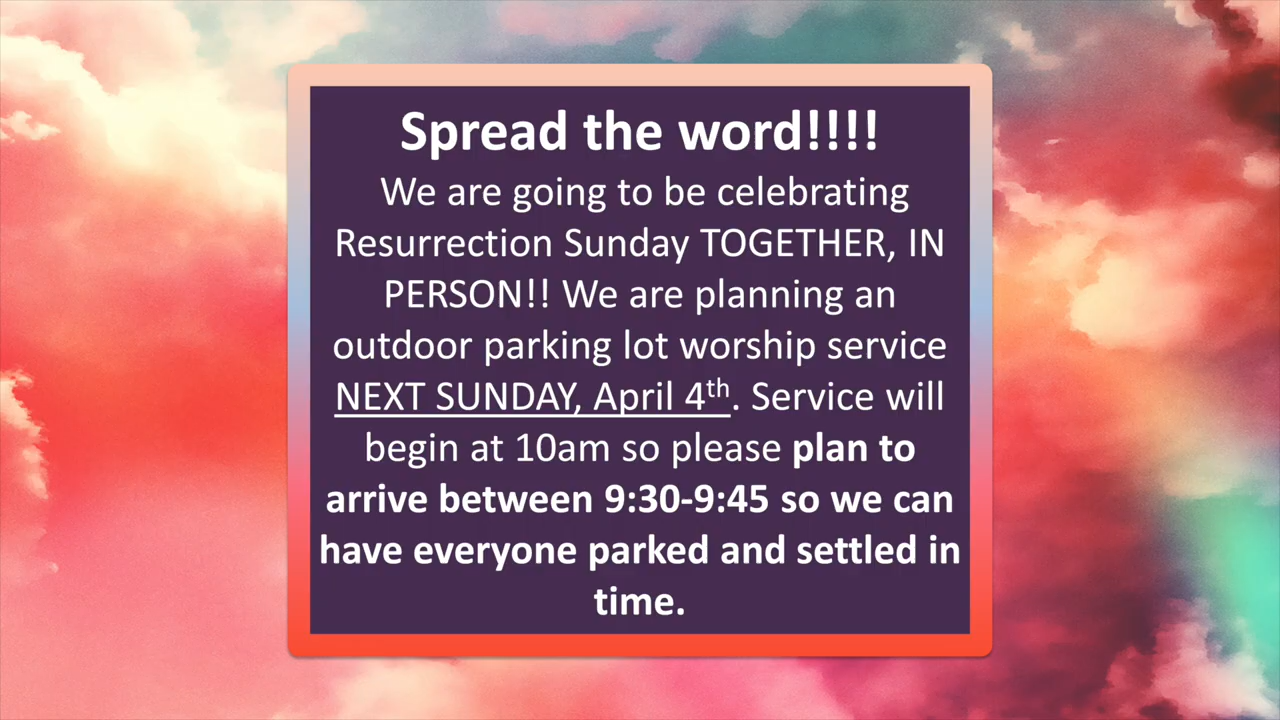 Spread the word!!!!
We are going to be celebrating
Resurrection Sunday TOGETHER, IN
PERSON!! We are planning an
outdoor parking lot worship service
NEXT SUNDAY, April 4th. Service will
begin at 10am so please plan to
arrive between 9:30-9:45 so we can
have everyone parked and settled in
time.